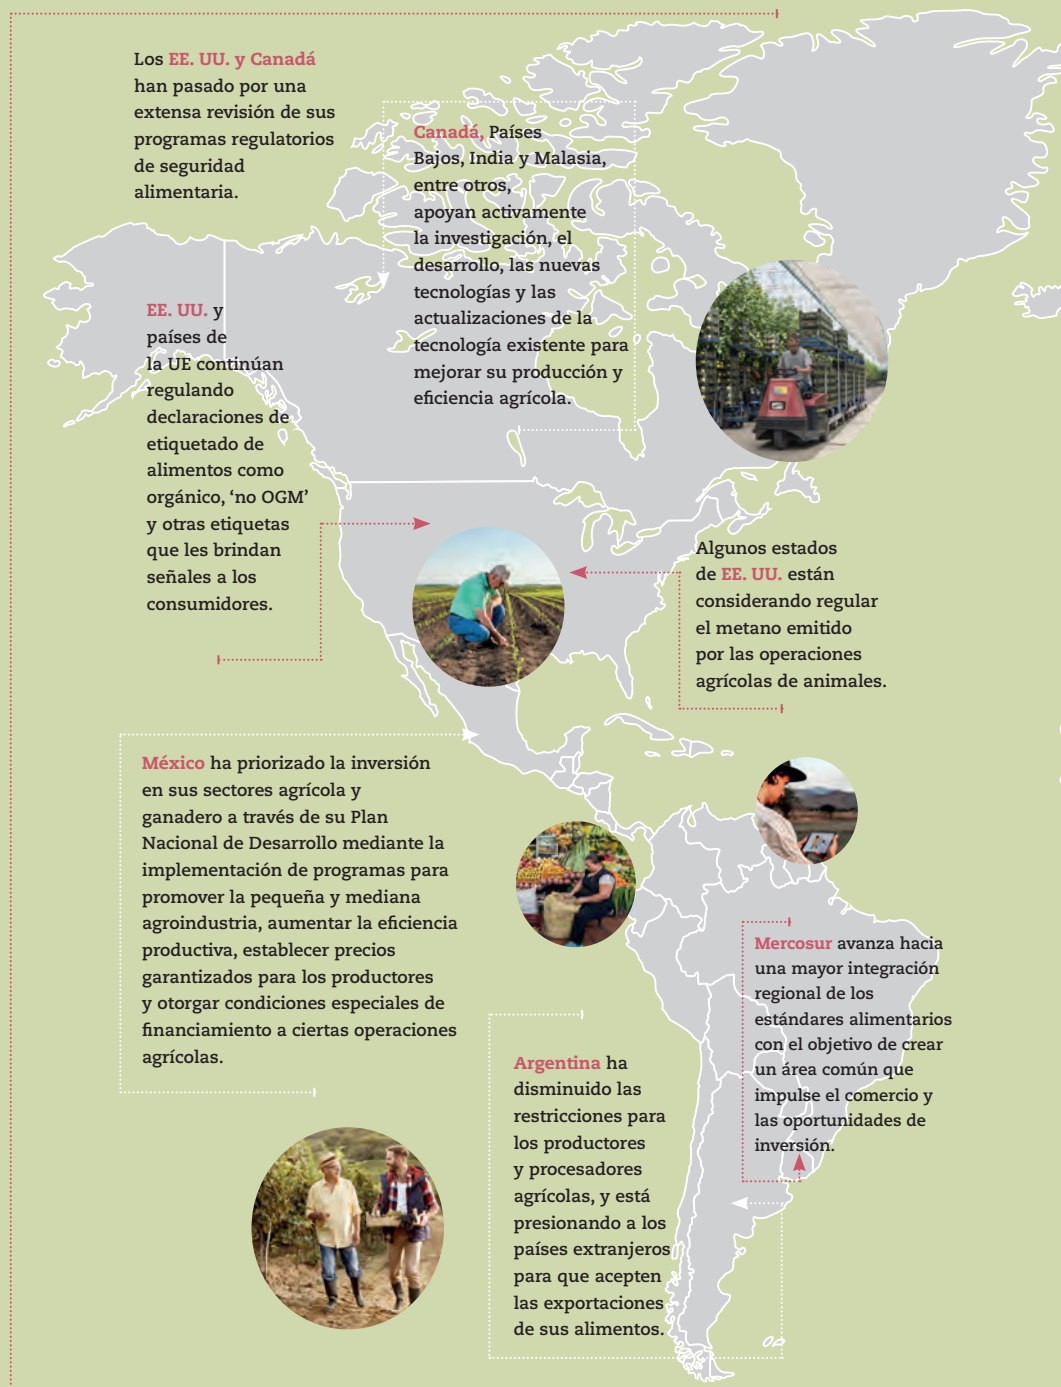 Los EE. UU. y Canadá
han pasado por una
extensa revisión de sus
programas regulatorios
de seguridad
alimentaria.
Canadá, Países
Bajos, India y Malasia,
entre otros,
apoyan activamente
la investigación, el
desarrollo, las nuevas
tecnologías y las
actualizaciones de la
tecnología existente para
mejorar su producción y
eficiencia agrícola.
EE. UU. y
países de
la UE continúan
regulando
declaraciones de
etiquetado de
alimentos como
orgánico, ‘no OGM’
y otras etiquetas
que les brindan
señales a los
consumidores.
Algunos estados
de EE. UU. están
considerando regular
el metano emitido
por las operaciones
agrícolas de animales.
México ha priorizado la inversión
en sus sectores agrícola y
ganadero a través de su Plan
Nacional de Desarrollo mediante la
implementación de programas para
promover la pequeña y mediana
agroindustria, aumentar la eficiencia
productiva, establecer precios
garantizados para los productores
y otorgar condiciones especiales de
financiamiento a ciertas operaciones
agrícolas.
Mercosur avanza hacia
una mayor integración
regional de los
estándares alimentarios
con el objetivo de crear
un área común que
impulse el comercio y
las oportunidades de
inversión.
Argentina ha
disminuido las
restricciones para
los productores
y procesadores
agrícolas, y está
presionando a los
países extranjeros
para que acepten
las exportaciones
de sus alimentos.